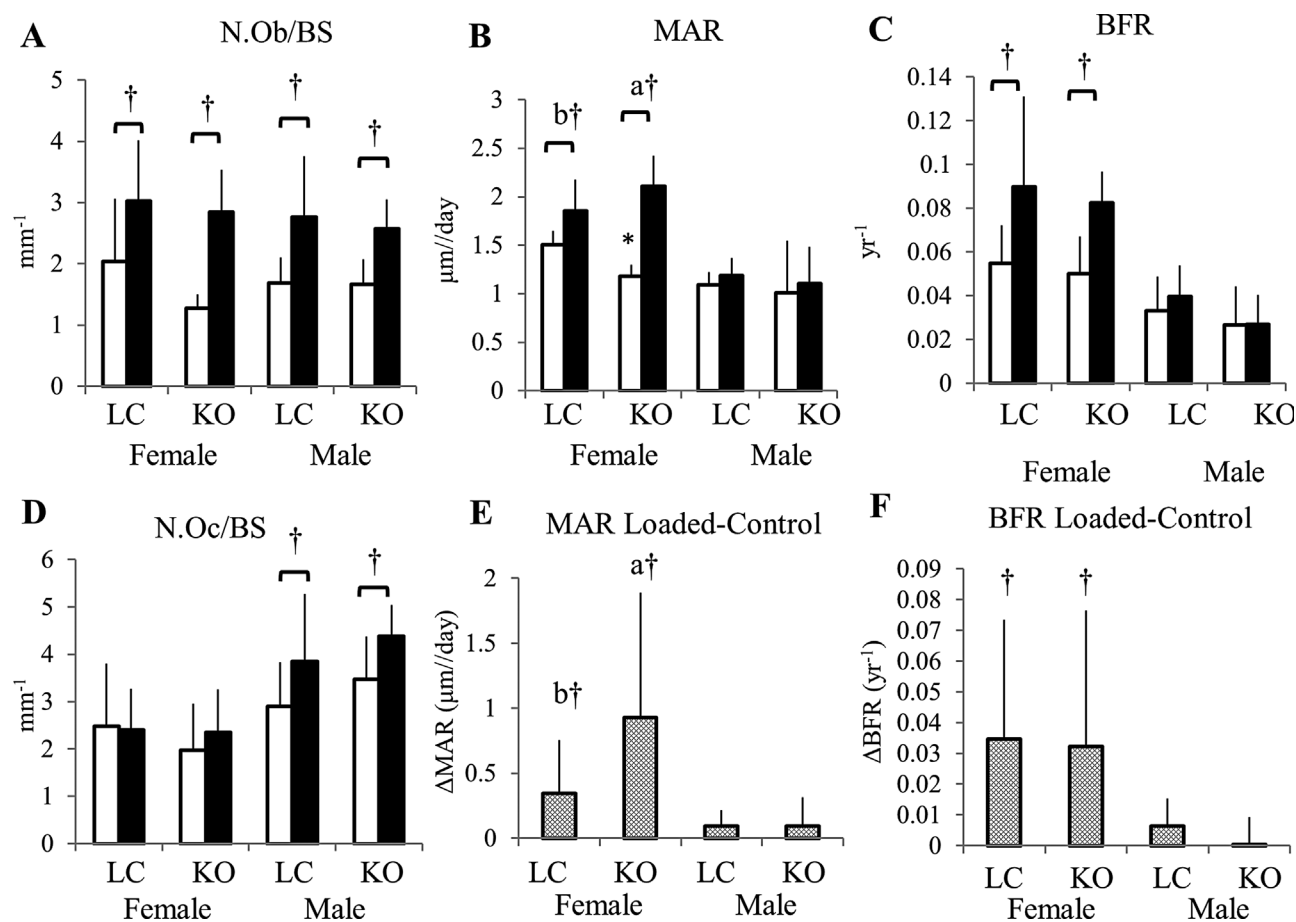 A
N.Ob/BS
mm-1
5
4
3
2
1
0
† † † †
LC KO LC KO
Female Male
B
MAR
µm//day
3
2.5
2
1.5
1
0.5
0
b† a†
*
LC KO LC KO
Female Male
C
BFR
yr-1
0.14
0.12
0.1
0.08
0.06
0.04
0.02
0
† †
LC KO LC KO
Female Male
D
N.Oc/BS
mm-1
6
5
4
3
2
1
0
† †
LC KO LC KO
Female Male
E
MAR Loaded-Control
ΔMAR (µm//day)
2
1.5
1
0.5
0
b† a†
LC KO LC KO
Female Male
F
BFR Loaded-Control
ΔBFR (yr-1)
0.09
0.08
0.07
0.06
0.05
0.04
0.03
0.02
0.01
0
† †
LC KO LC KO
Female Male